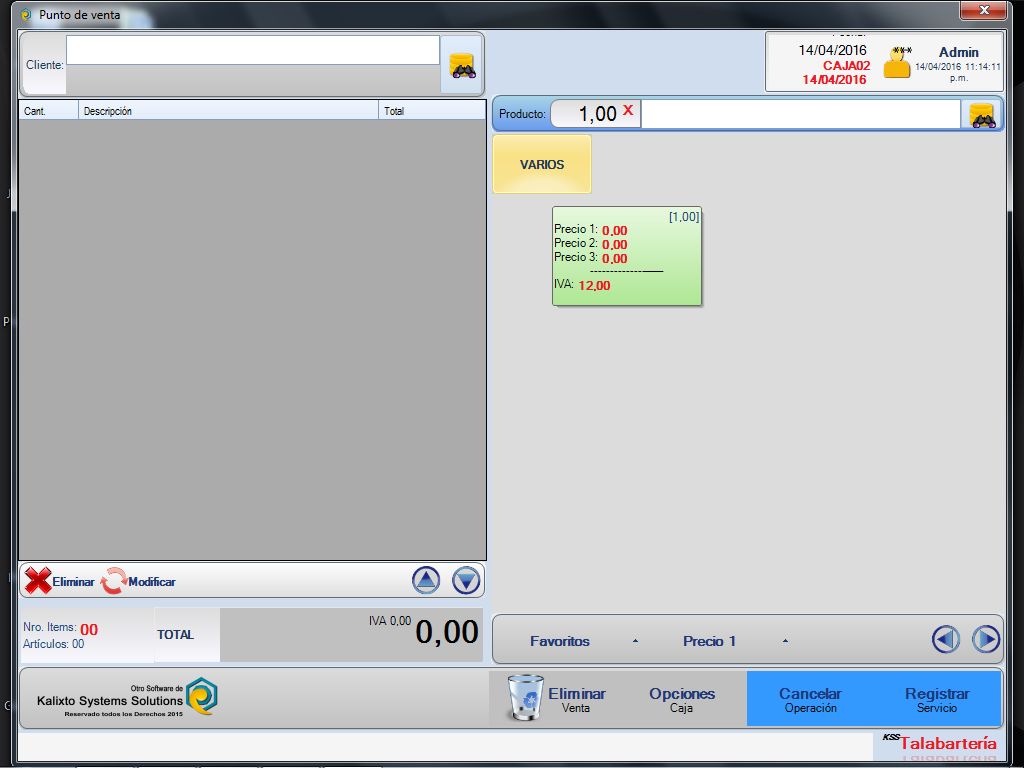 Punto de venta
Cliente:
14/04/2016
CAJA02
14/04/2016
Admin
14/04/2016 11:14:11
p.m.
Cant. Descripción Total
Producto: 1,00 X
VARIOS
[1,00]
Precio 1: 0,00
Precio 2: 0,00
Precio 3: 0,00
IVA: 12,00
Eliminar Modificar
Nro. Items: 00
Artículos: 00
TOTAL
IVA 0,00
0,00
Favoritos Precio 1
Otro Software de
Kalixto Systems Solutions
Reservado todos los Derechos 2015
Eliminar
Venta
Opciones
Caja
Cancelar
Operación
Registrar
Servicio
KSS Talabartería